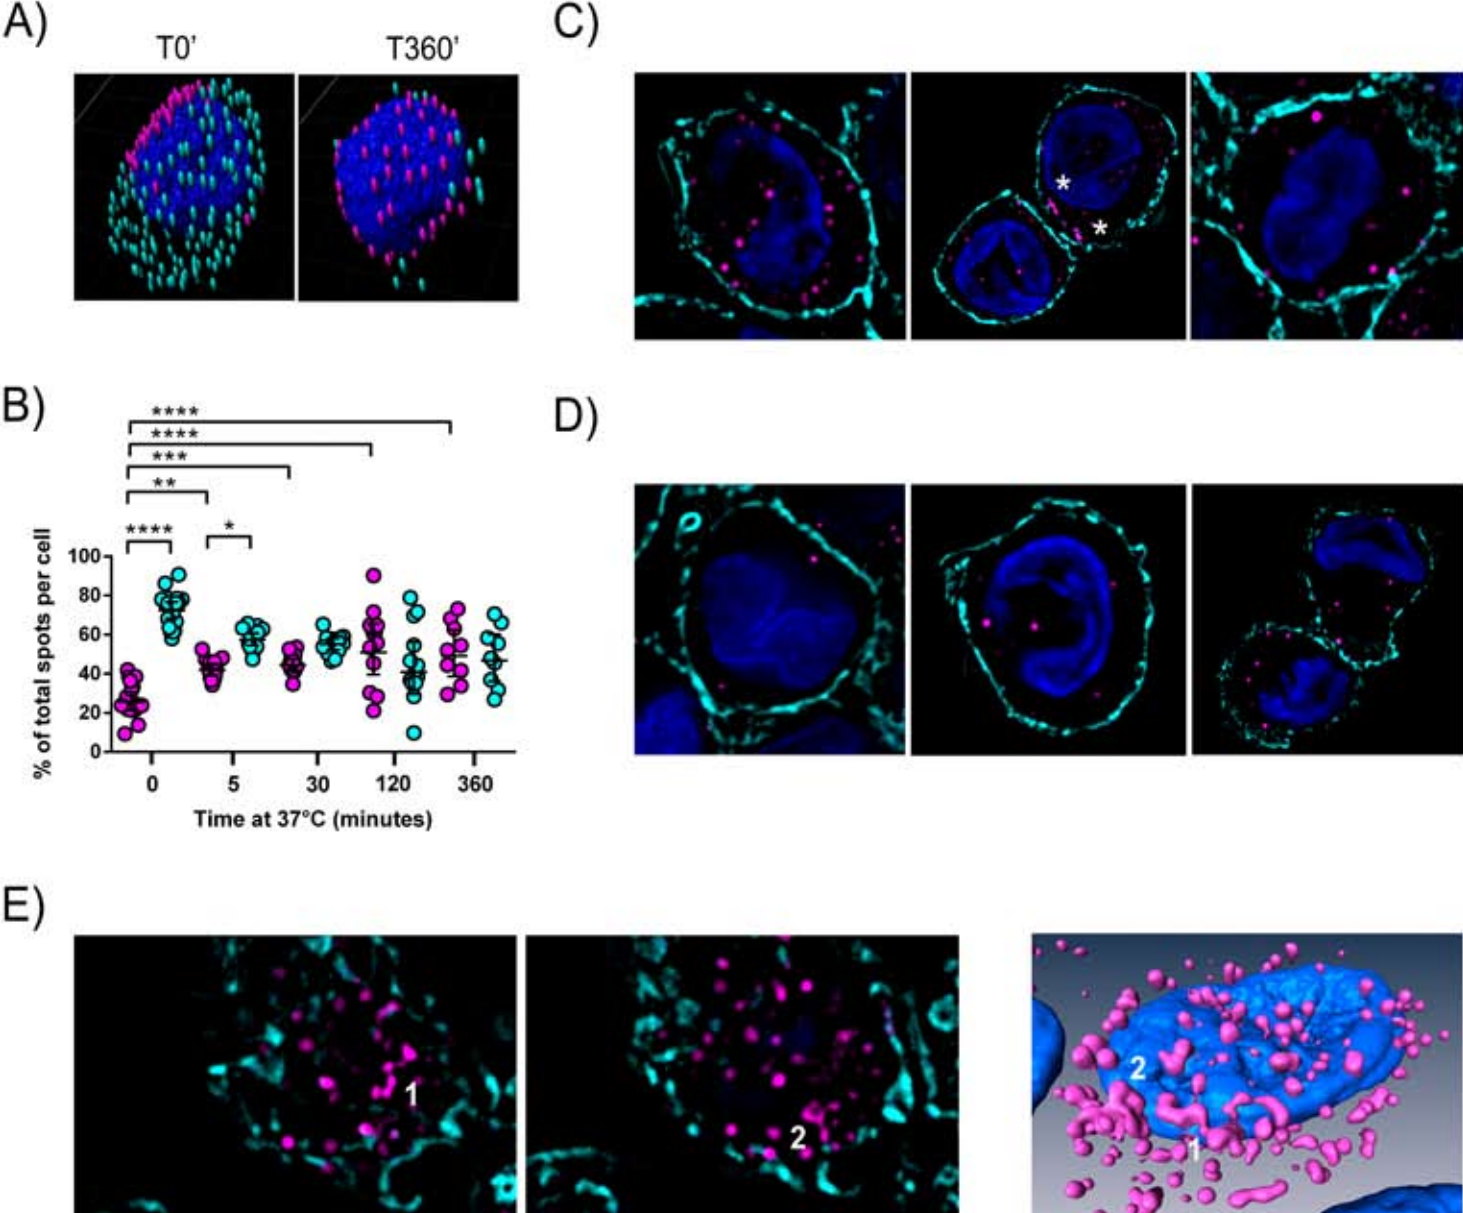 A)
T0' T360'
C)
* *
B)
****
****
***
**
**** *
% of total spots per cell
100
80
60
40
20
0
0 5 30 120 360
Time at 37°C (minutes)
D)
E)
1
2
2
1